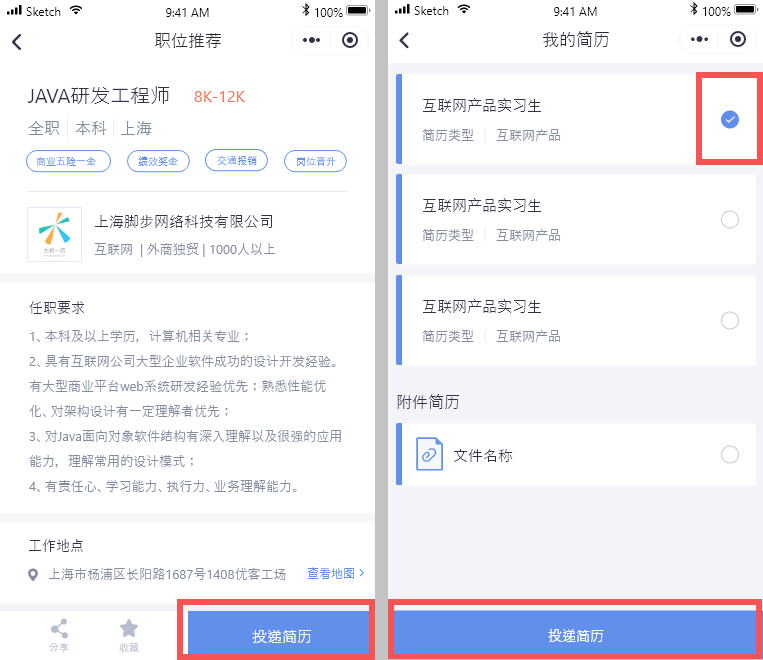 Sketch
9:41 AM
100%
职位推荐
JAVA研发工程师
8K-12K
全职
本科
上海
商业五险一金
绩效奖金
交通报销
岗位晋升
上海脚步网络科技有限公司
互联网 | 外商独贸 | 1000人以上
任职要求
1、本科及以上学历，计算机相关专业；
2、具有互联网公司大型企业软件成功的设计开发经验。
有大型商业平台web系统研发经验优先；熟悉性能优
化、对架构设计有一定理解者优先；
3、对Java面向对象软件结构有深入理解以及很强的应用
能力，理解常用的设计模式；
4、有责任心、学习能力、执行力、业务理解能力。
工作地点
上海市杨浦区长阳路1687号1408优客工场
查看地图 >
分享
收藏
投递简历
Sketch
9:41 AM
100%
我的简历
互联网产品实习生
简历类型
互联网产品
互联网产品实习生
简历类型
互联网产品
互联网产品实习生
简历类型
互联网产品
附件简历
文件名称
投递简历